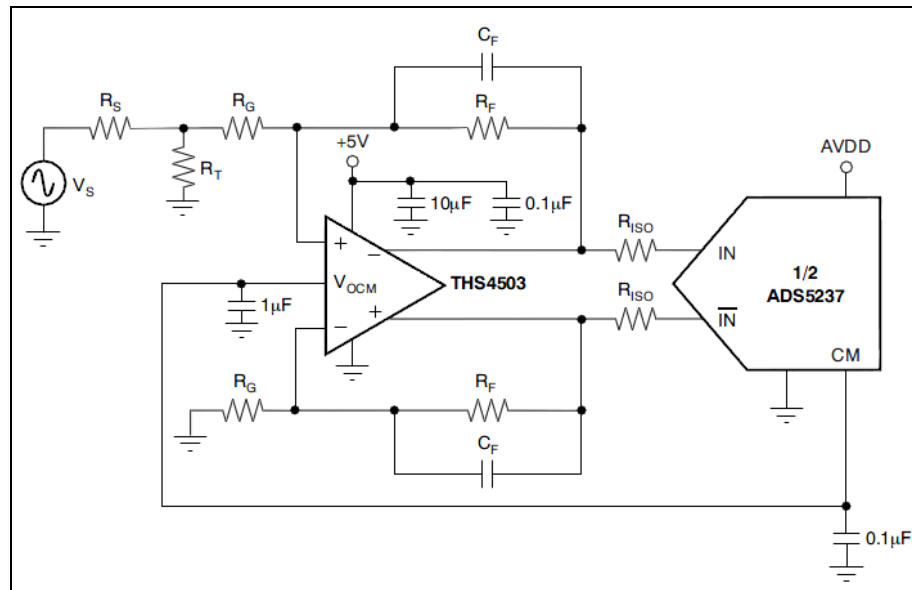 C_F
R_S
R_G
R_F
+5V
AVDD
R_T
V_S
10µF
0.1µF
R_ISO
+
−
IN
1/2
ADS5237
V_OCM
THS4503
1µF
R_ISO
−
+
IN
CM
R_G
R_F
C_F
0.1µF